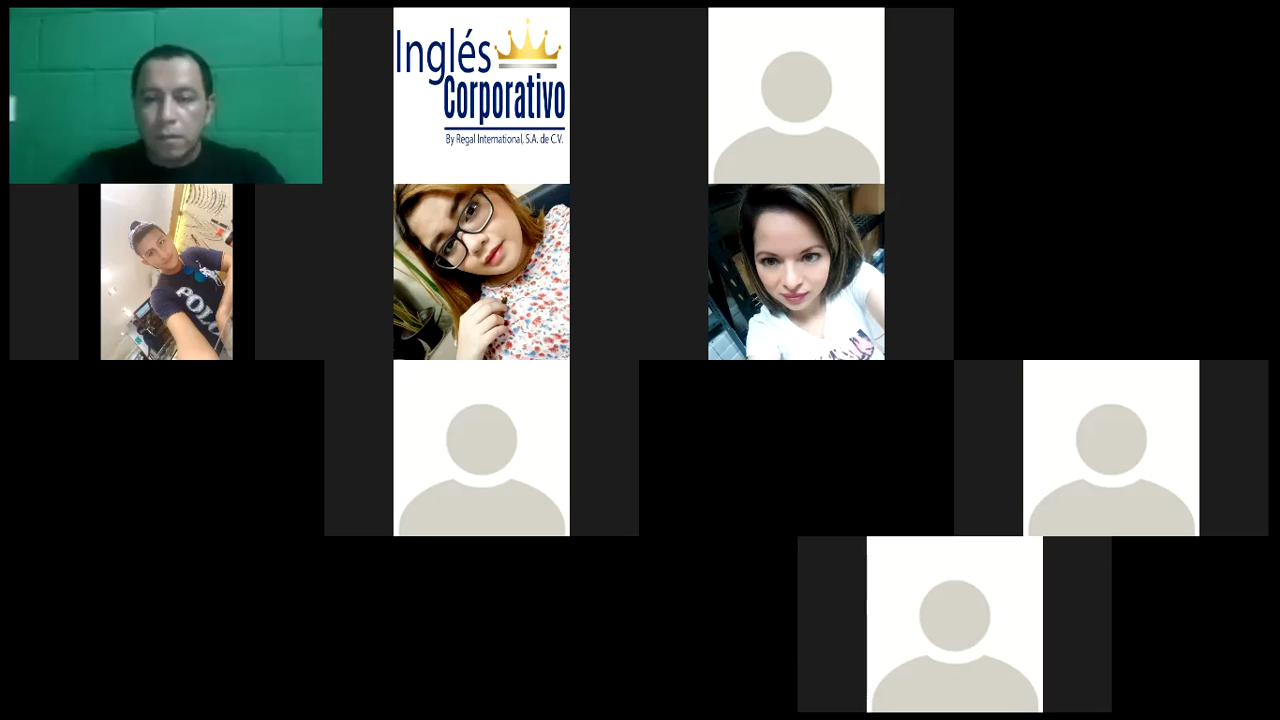 Inglés
Corporativo
By Regal International, S.A. de C.V.
POLO